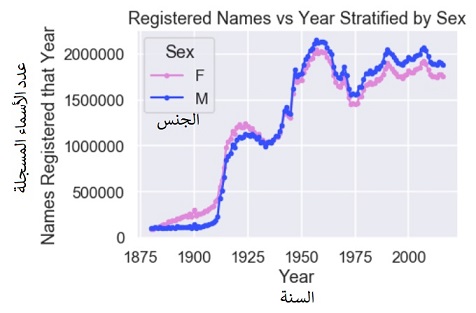 Registered Names vs Year Stratified by Sex
عدد الأسماء المسجلة
Names Registered that Year
2000000
1500000
1000000
500000
0
Sex
F
M
الجنس
1875 1900 1925 1950 1975 2000
Year
السنة